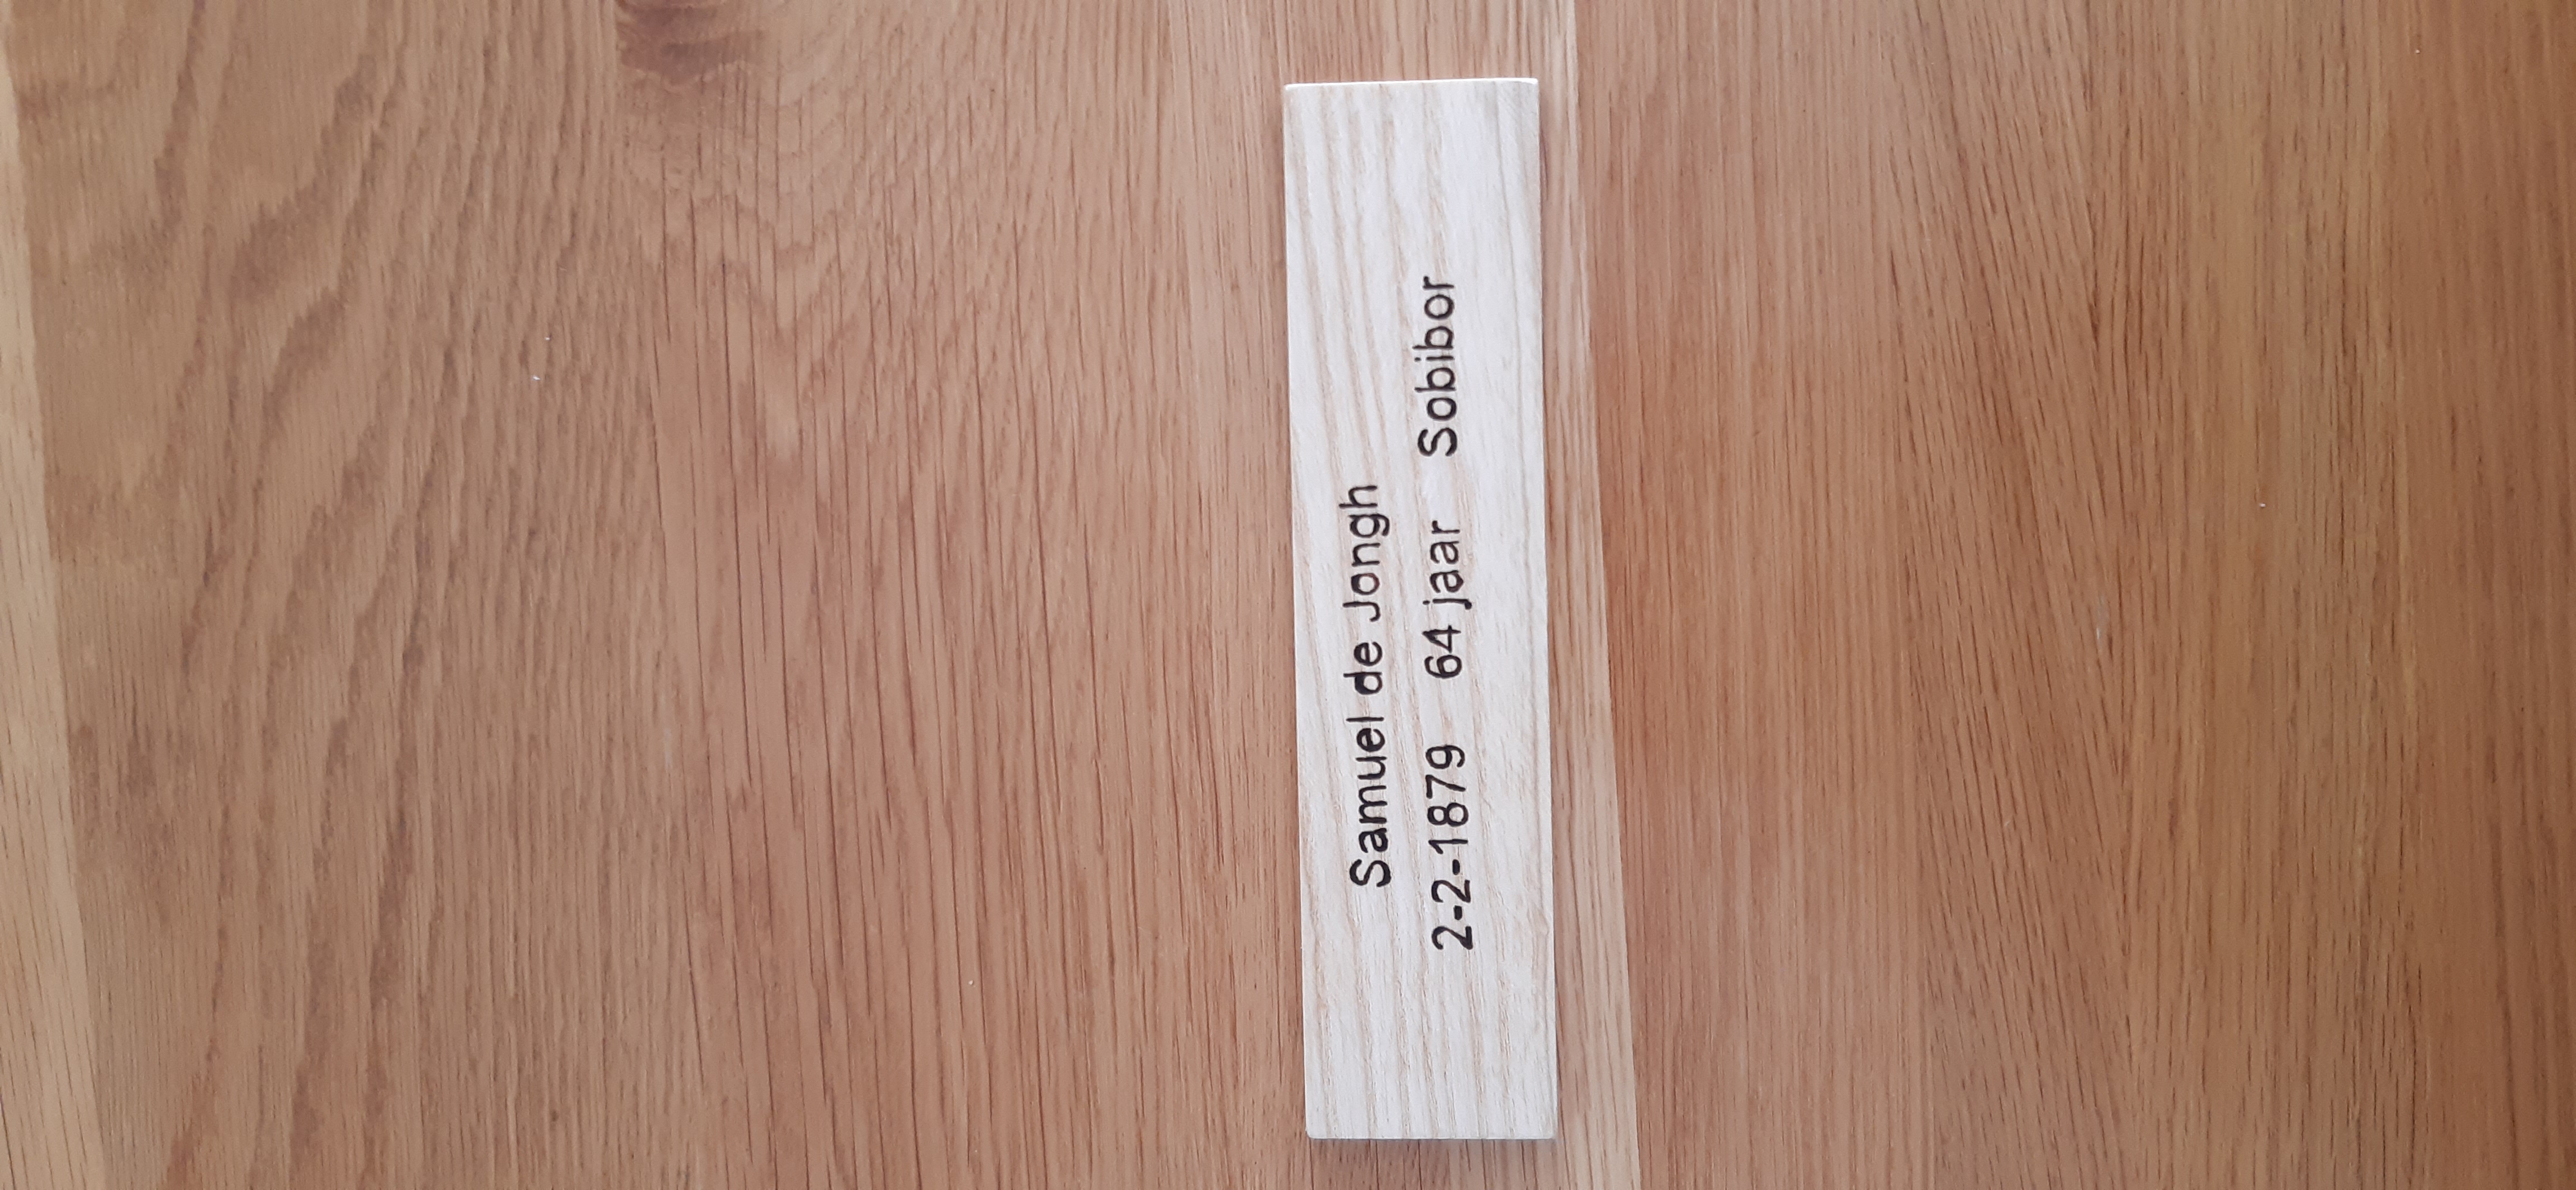 Samuel de Jongh
2-2-1879 64 jaar Sobibor